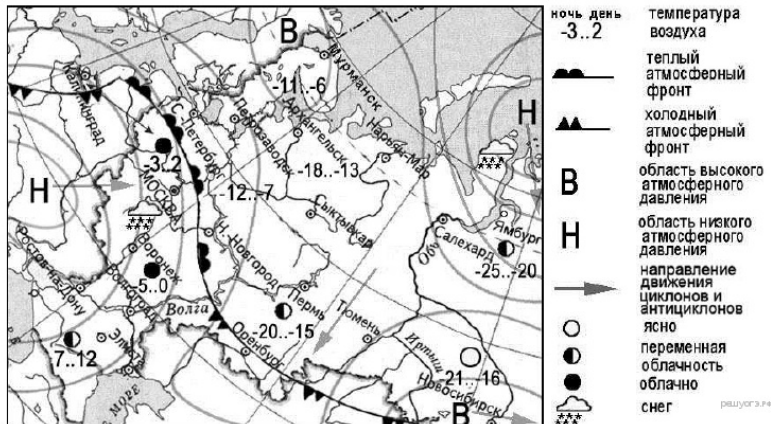 В
Мурманск
-11..-6
Калининград
С. Петербург
Петрозаводск
Архангельск
Нарьян-Мар
Н
-3..2
-18..-13
Н
МОСКВА
-12..-7
Сыктывкар
Салехард
Ямбург
Обь
-25..-20
Воронеж
Н. Новгород
Ростов-на-Дону
Волгоград
5..0
Волга
Пермь
Тюмень
-20..-15
Элиста
7..12
Оренбург
Иртыш
-21..-16
Новосибирск
МОРЕ
В
ночь день
-3..2
температура
воздуха
теплый
атмосферный
фронт
холодный
атмосферный
фронт
В
область высокого
атмосферного
давления
Н
область низкого
атмосферного
давления
направление
движения
циклонов и
антициклонов
ясно
переменная
облачность
облачно
снег
решуогэ.рф